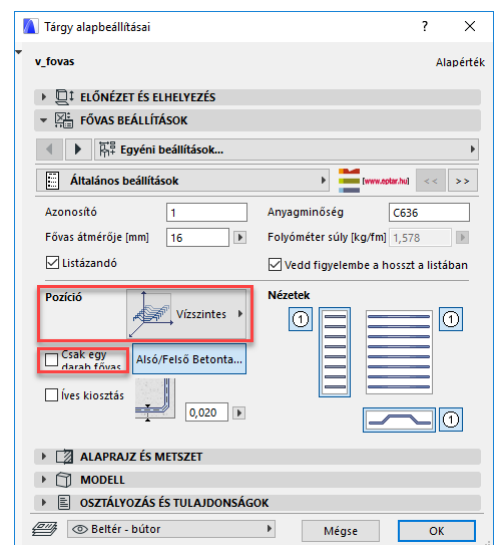 Tárgy alapbeállításai ? X
v_fovas Alapérték
ELŐNÉZET ÉS ELHELYEZÉS
FŐVAS BEÁLLÍTÁSOK
Egyéni beállítások...
Általános beállítások [www.eptar.hu] << >>
Azonosító 1 Anyagminőség C636
Fővas átmérője [mm] 16 Folyóméter súly [kg/fm] 1,578
Listázandó Vedd figyelembe a hosszt a listában
Pozíció Vízszintes Nézetek
1 1
Csak egy darab fővas Alsó/Felső Betonta...
Íves kiosztás 0,020 1
ALAPRAJZ ÉS METSZET
MODELL
OSZTÁLYOZÁS ÉS TULAJDONSÁGOK
Beltér - bútor Mégse OK